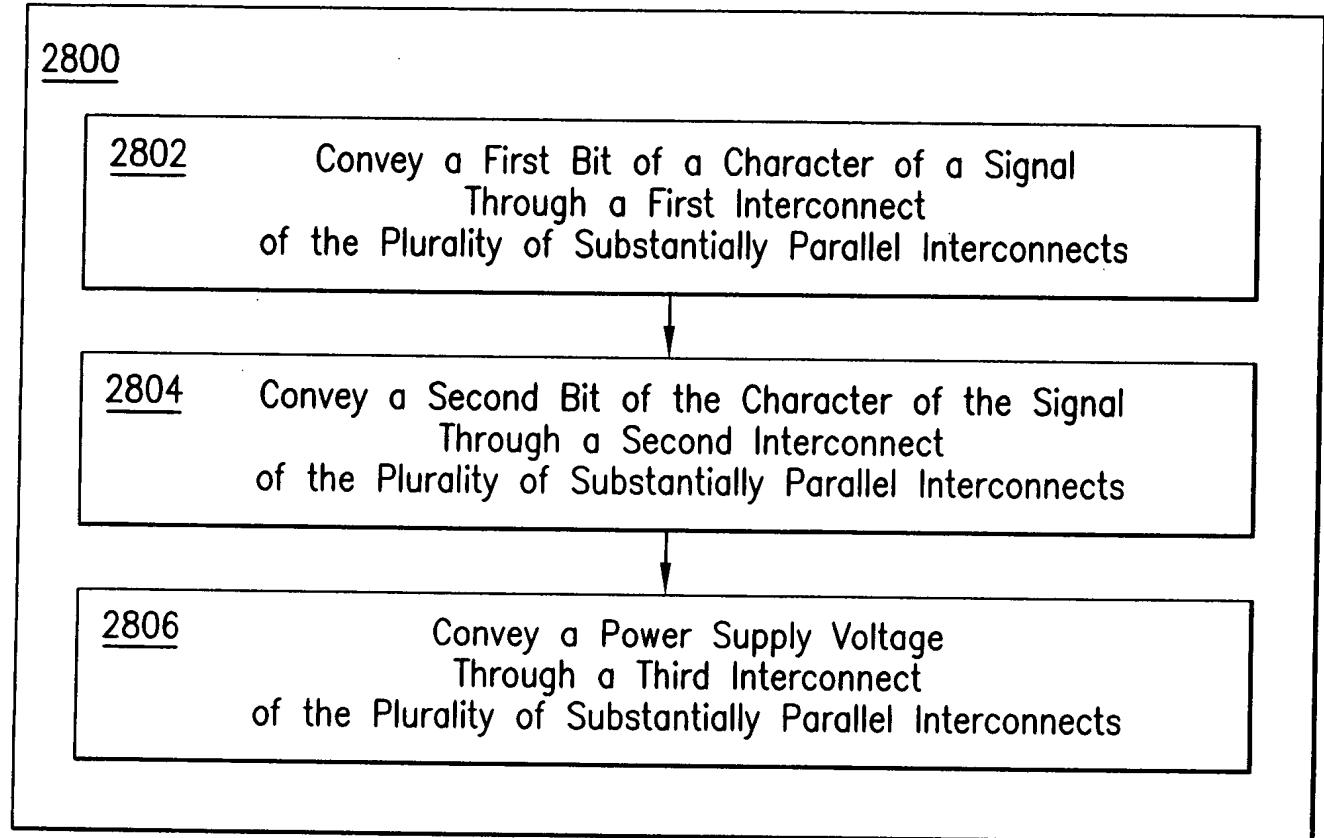 2800
2802 Convey a First Bit of a Character of a Signal
Through a First Interconnect
of the Plurality of Substantially Parallel Interconnects
2804 Convey a Second Bit of the Character of the Signal
Through a Second Interconnect
of the Plurality of Substantially Parallel Interconnects
2806 Convey a Power Supply Voltage
Through a Third Interconnect
of the Plurality of Substantially Parallel Interconnects